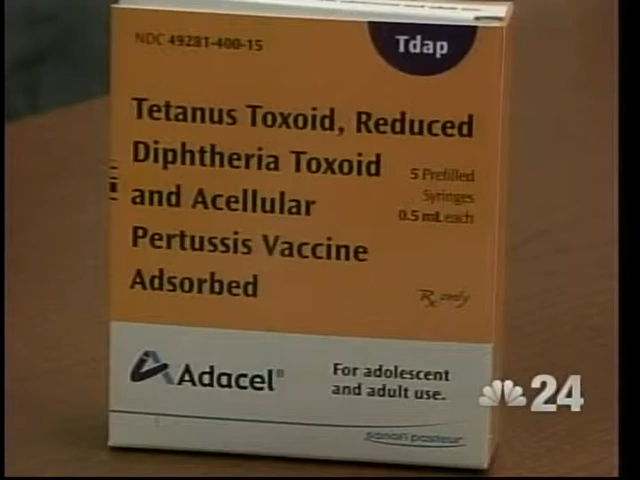 NDC 49281-400-15
Tdap
Tetanus Toxoid, Reduced
Diphtheria Toxoid
and Acellular
Pertussis Vaccine
Adsorbed
5 Prefilled
Syringes
0.5 mL each
Rx only
Adacel®
For adolescent
and adult use.
sanofi pasteur
24